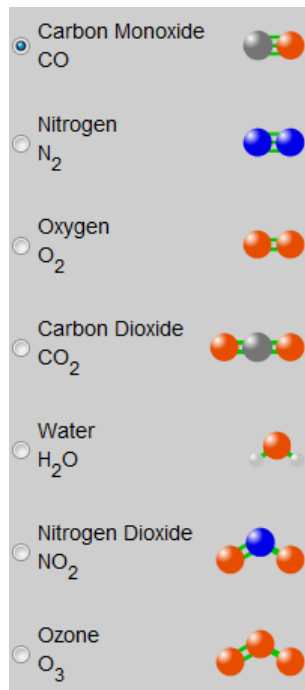 Carbon Monoxide
CO
Nitrogen
N2
Oxygen
O2
Carbon Dioxide
CO2
Water
H2O
Nitrogen Dioxide
NO2
Ozone
O3